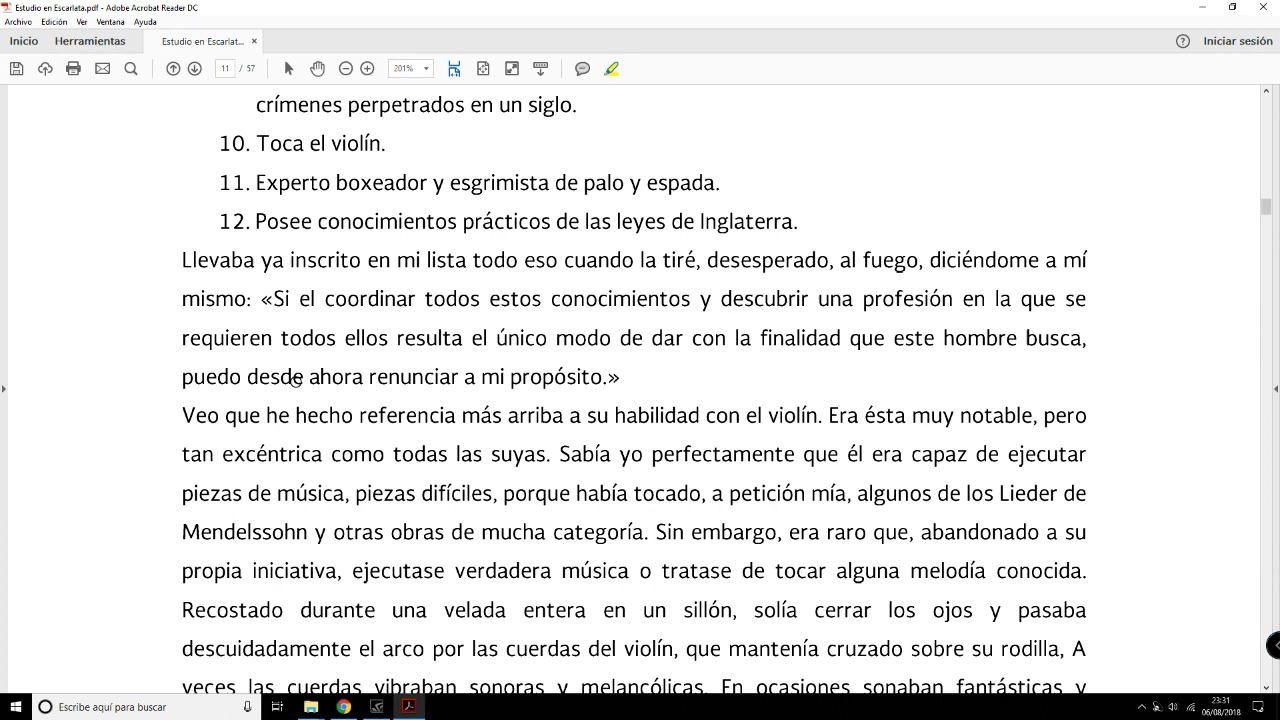 Estudio en Escarlata.pdf - Adobe Acrobat Reader DC
Archivo Edición Ver Ventana Ayuda
Inicio Herramientas Estudio en Escarlat... × Iniciar sesión
11 / 57 201%
crímenes perpetrados en un siglo.
10. Toca el violín.
11. Experto boxeador y esgrimista de palo y espada.
12. Posee conocimientos prácticos de las leyes de Inglaterra.
Llevaba ya inscrito en mi lista todo eso cuando la tiré, desesperado, al fuego, diciéndome a mí
mismo: «Si el coordinar todos estos conocimientos y descubrir una profesión en la que se
requieren todos ellos resulta el único modo de dar con la finalidad que este hombre busca,
puedo desde ahora renunciar a mi propósito.»
Veo que he hecho referencia más arriba a su habilidad con el violín. Era ésta muy notable, pero
tan excéntrica como todas las suyas. Sabía yo perfectamente que él era capaz de ejecutar
piezas de música, piezas difíciles, porque había tocado, a petición mía, algunos de los Lieder de
Mendelssohn y otras obras de mucha categoría. Sin embargo, era raro que, abandonado a su
propia iniciativa, ejecutase verdadera música o tratase de tocar alguna melodía conocida.
Recostado durante una velada entera en un sillón, solía cerrar los ojos y pasaba
descuidadamente el arco por las cuerdas del violín, que mantenía cruzado sobre su rodilla, A
veces las cuerdas vibraban sonoras y melancólicas. En ocasiones sonaban fantásticas y
Escribe aquí para buscar
23:31
06/08/2018